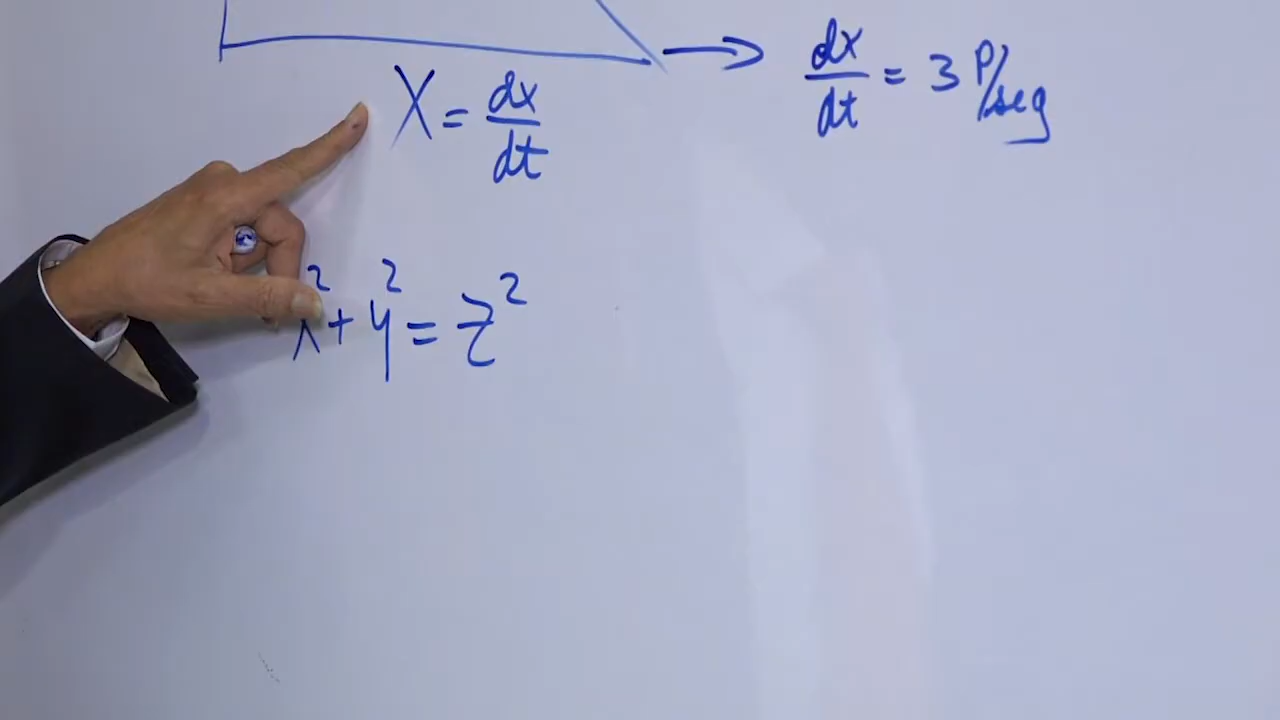 dx/dt = 3 P/seg
X = dx/dt
x² + y² = z²